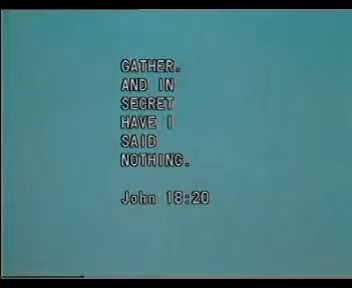 GATHER.
AND IN
SECRET
HAVE I
SAID
NOTHING.
John 18:20